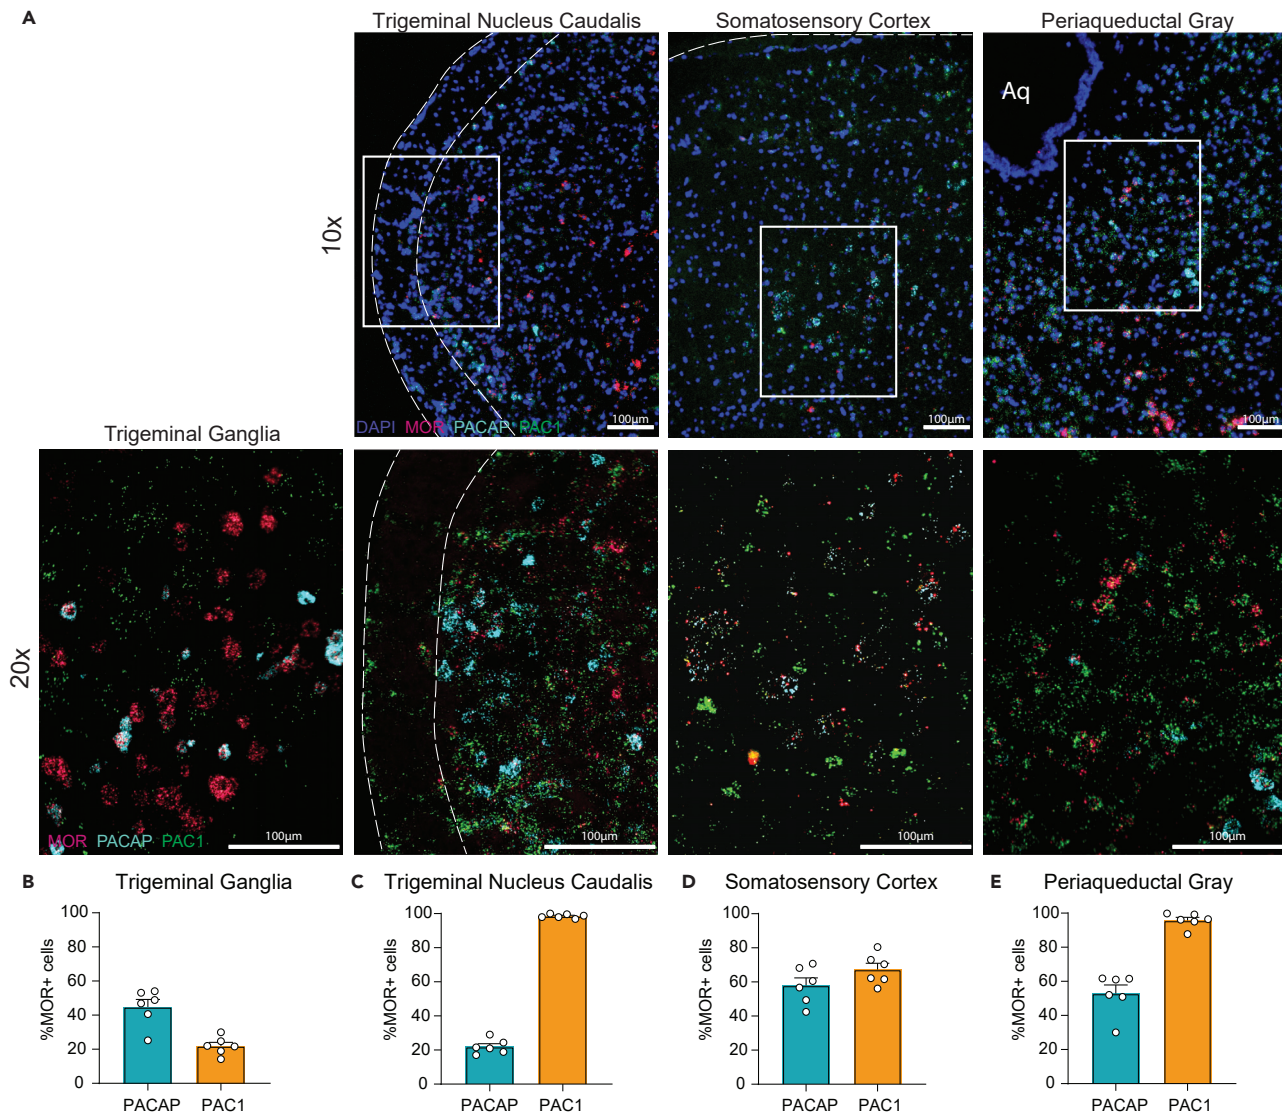 A
Trigeminal Nucleus Caudalis
Somatosensory Cortex
Periaqueductal Gray
Aq
10x
100µm
100µm
100µm
DAPI MOR PACAP PAC1
Trigeminal Ganglia
20x
MOR PACAP PAC1
100µm
100µm
100µm
100µm
B Trigeminal Ganglia
%MOR+ cells
100
80
60
40
20
0
PACAP PAC1
C Trigeminal Nucleus Caudalis
%MOR+ cells
100
80
60
40
20
0
PACAP PAC1
D Somatosensory Cortex
%MOR+ cells
100
80
60
40
20
0
PACAP PAC1
E Periaqueductal Gray
%MOR+ cells
100
80
60
40
20
0
PACAP PAC1